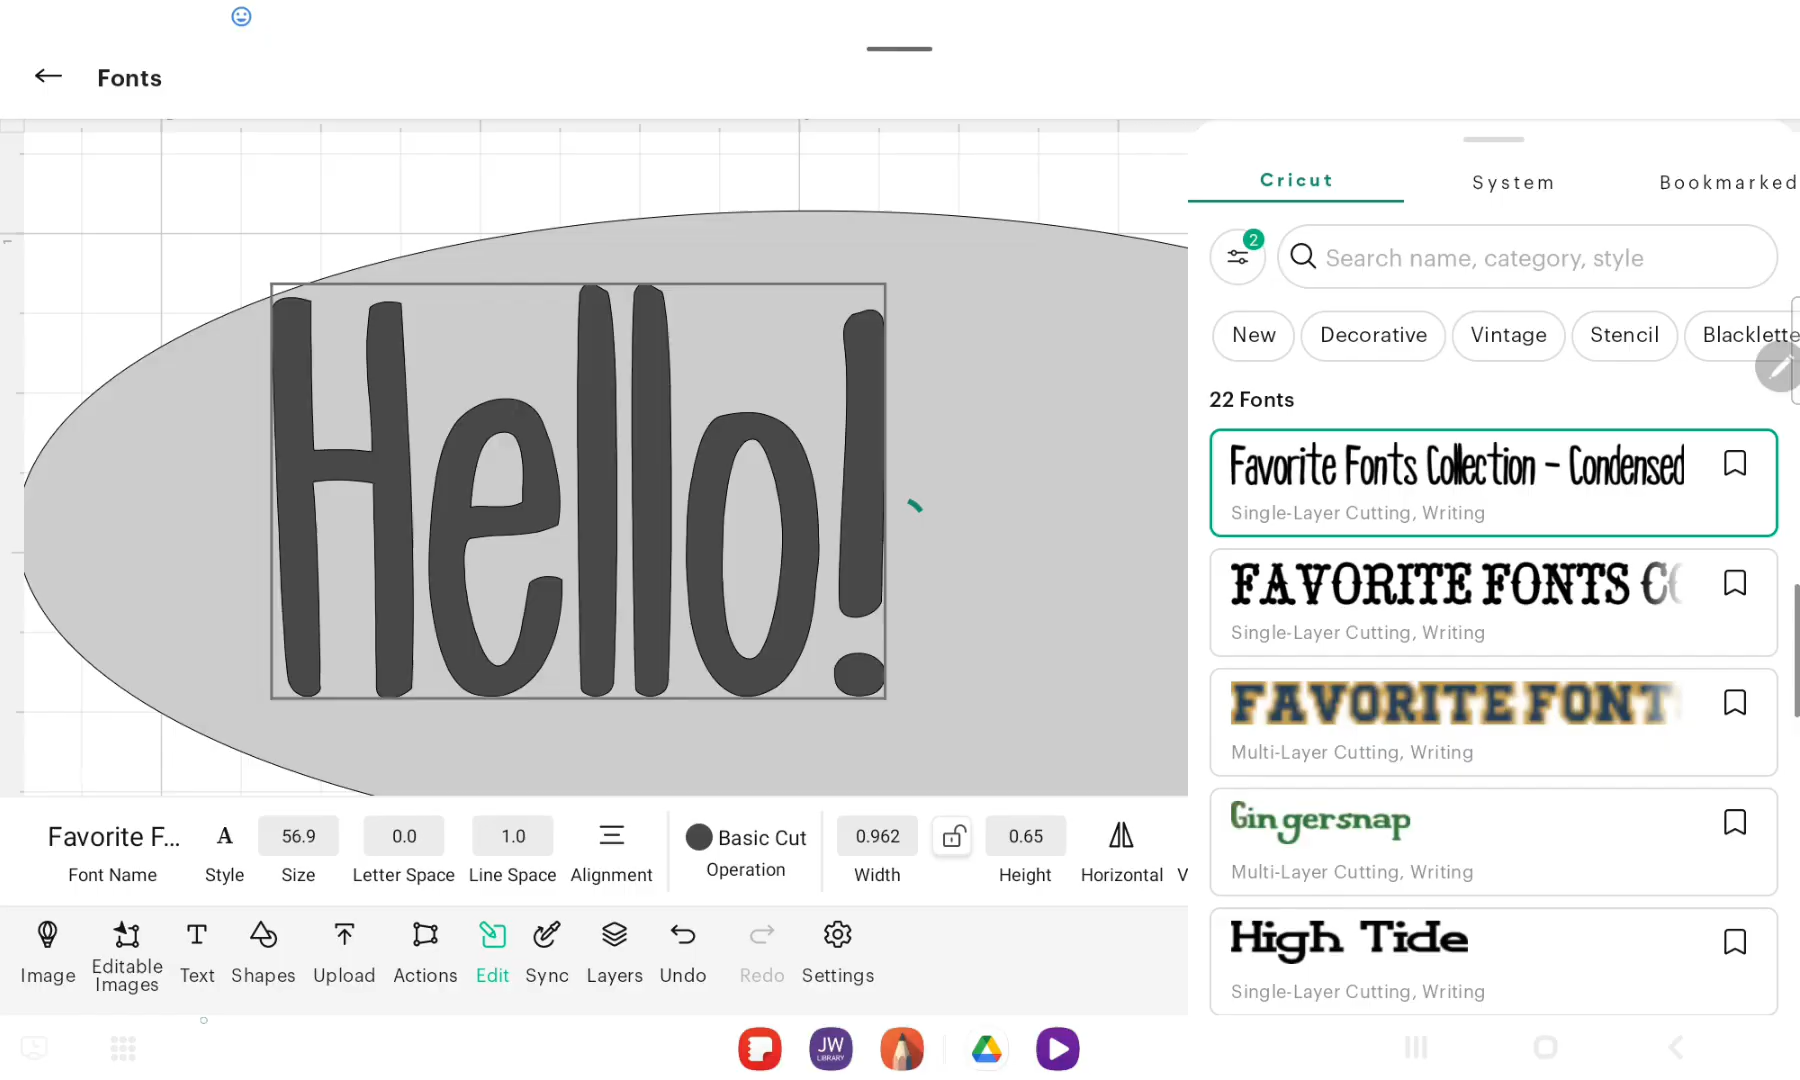 Fonts
Cricut
System
Bookmarked
2
Search name, category, style
New
Decorative
Vintage
Stencil
Blacklette
22 Fonts
Favorite Fonts Collection - Condensed
Single-Layer Cutting, Writing
FAVORITE FONTS CO
Single-Layer Cutting, Writing
FAVORITE FONT
Multi-Layer Cutting, Writing
Gingersnap
Multi-Layer Cutting, Writing
High Tide
Single-Layer Cutting, Writing
1
Hello!
Favorite F...
A
56.9
0.0
1.0
Basic Cut
0.962
0.65
Font Name
Style
Size
Letter Space
Line Space
Alignment
Operation
Width
Height
Horizontal
V
Image
Editable Images
Text
Shapes
Upload
Actions
Edit
Sync
Layers
Undo
Redo
Settings
JW
LIBRARY